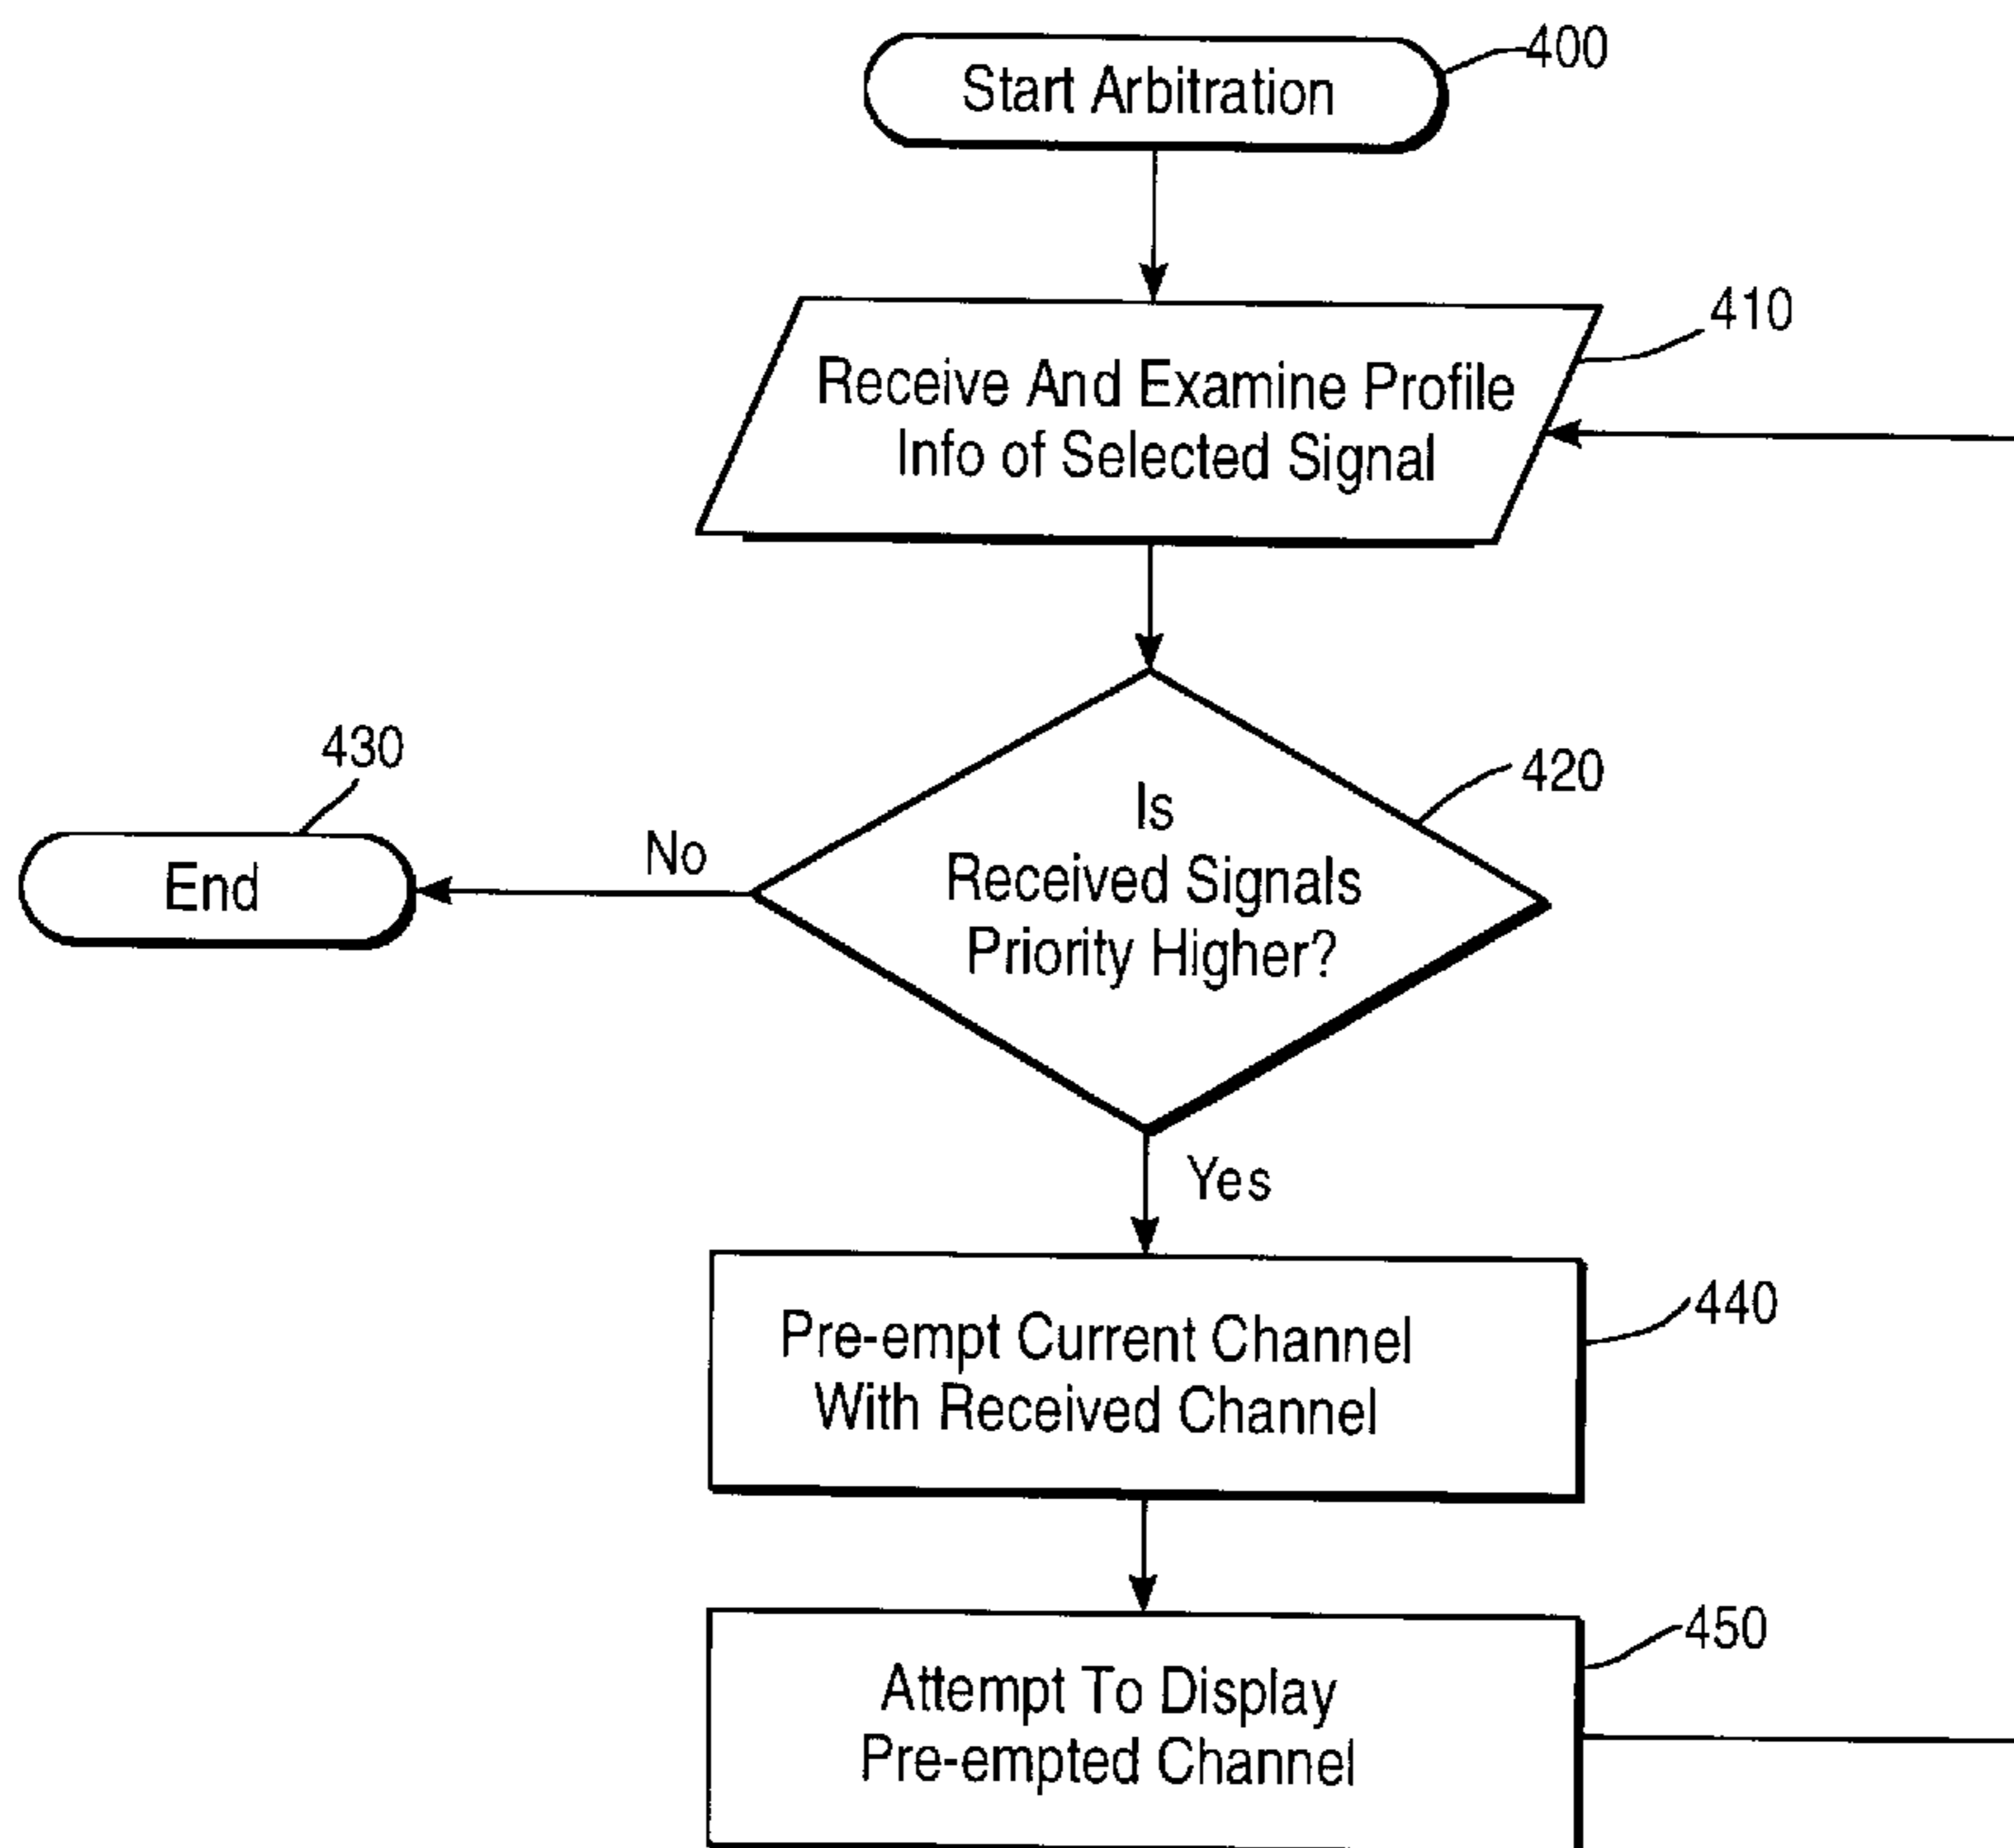 Start Arbitration
400
Receive And Examine Profile
Info of Selected Signal
410
430
End
No
Is
Received Signals
Priority Higher?
420
Yes
Pre-empt Current Channel
With Received Channel
440
Attempt To Display
Pre-empted Channel
450